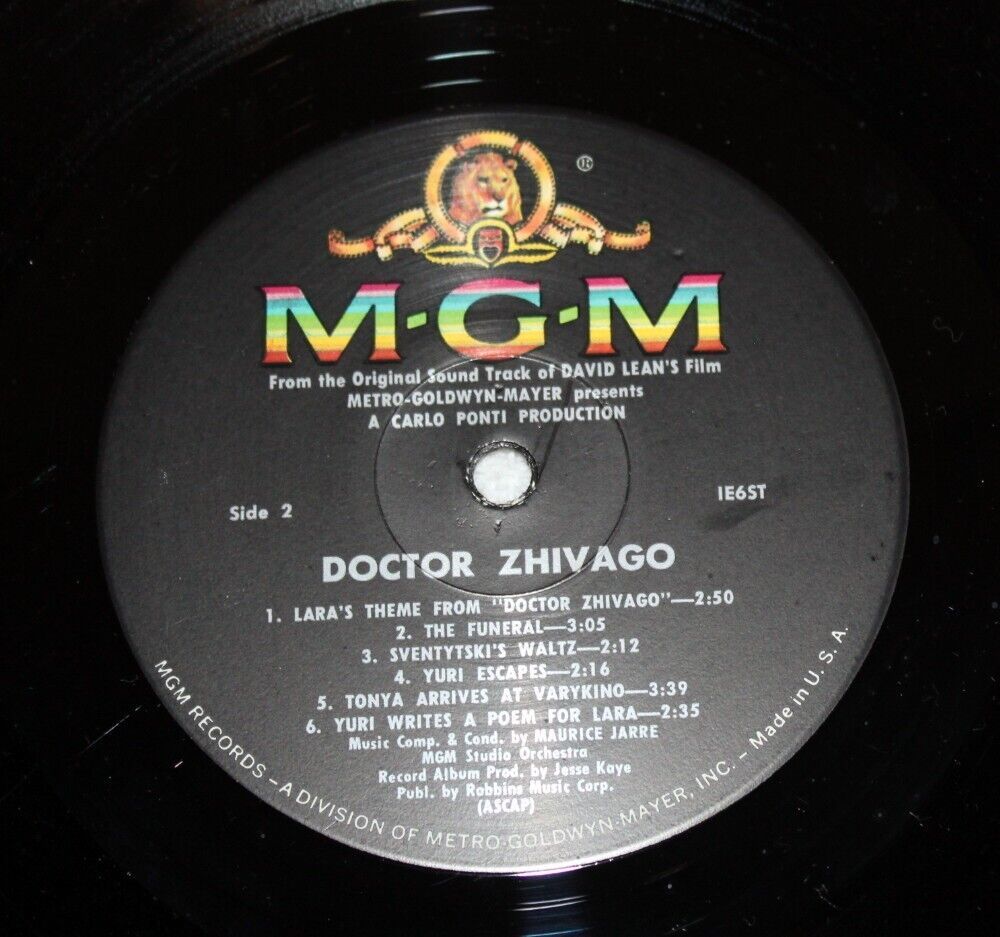 ®
M·G·M
From the Original Sound Track of DAVID LEAN'S Film
METRO-GOLDWYN-MAYER presents
A CARLO PONTI PRODUCTION
Side 2
IE6ST
DOCTOR ZHIVAGO
1. LARA'S THEME FROM "DOCTOR ZHIVAGO"—2:50
2. THE FUNERAL—3:05
3. SVENTYTSKI'S WALTZ—2:12
4. YURI ESCAPES—2:16
5. TONYA ARRIVES AT VARYKINO—3:39
6. YURI WRITES A POEM FOR LARA—2:35
Music Comp. & Cond. by MAURICE JARRE
MGM Studio Orchestra
Record Album Prod. by Jesse Kaye
Publ. by Robbins Music Corp.
(ASCAP)
MGM RECORDS – A DIVISION OF METRO-GOLDWYN-MAYER, INC. – Made in U. S. A.